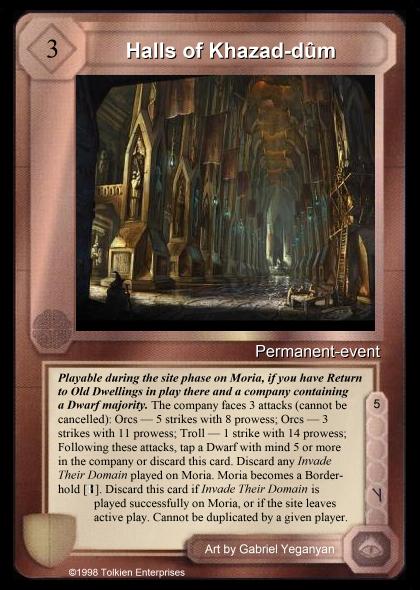 3
Halls of Khazad-dûm
Permanent-event
Playable during the site phase on Moria, if you have Return
to Old Dwellings in play there and a company containing
a Dwarf majority. The company faces 3 attacks (cannot be
cancelled): Orcs — 5 strikes with 8 prowess; Orcs — 3
strikes with 11 prowess; Troll — 1 strike with 14 prowess;
Following these attacks, tap a Dwarf with mind 5 or more
in the company or discard this card. Discard any Invade
Their Domain played on Moria. Moria becomes a Border-
hold [1]. Discard this card if Invade Their Domain is
played successfully on Moria, or if the site leaves
active play. Cannot be duplicated by a given player.
5
Art by Gabriel Yeganyan
©1998 Tolkien Enterprises